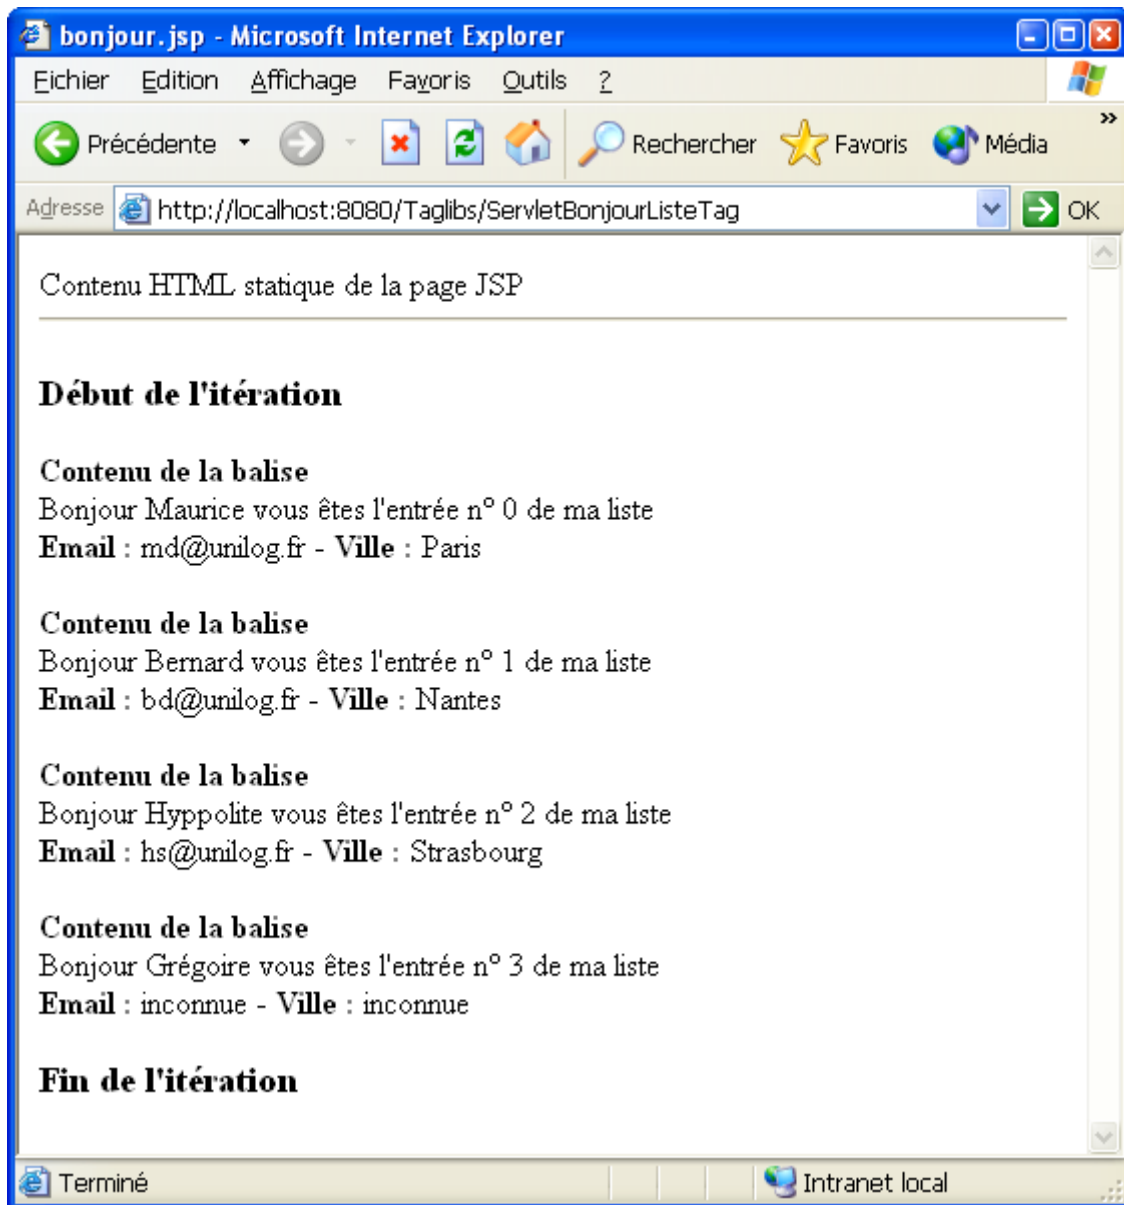 bonjour.jsp - Microsoft Internet Explorer
Fichier Edition Affichage Favoris Outils ?
Précédente Rechercher Favoris Média »
Adresse http://localhost:8080/Taglibs/ServletBonjourListeTag OK
Contenu HTML statique de la page JSP
Début de l'itération
Contenu de la balise
Bonjour Maurice vous êtes l'entrée n° 0 de ma liste
Email : md@unilog.fr - Ville : Paris
Contenu de la balise
Bonjour Bernard vous êtes l'entrée n° 1 de ma liste
Email : bd@unilog.fr - Ville : Nantes
Contenu de la balise
Bonjour Hyppolite vous êtes l'entrée n° 2 de ma liste
Email : hs@unilog.fr - Ville : Strasbourg
Contenu de la balise
Bonjour Grégoire vous êtes l'entrée n° 3 de ma liste
Email : inconnue - Ville : inconnue
Fin de l'itération
Terminé Intranet local